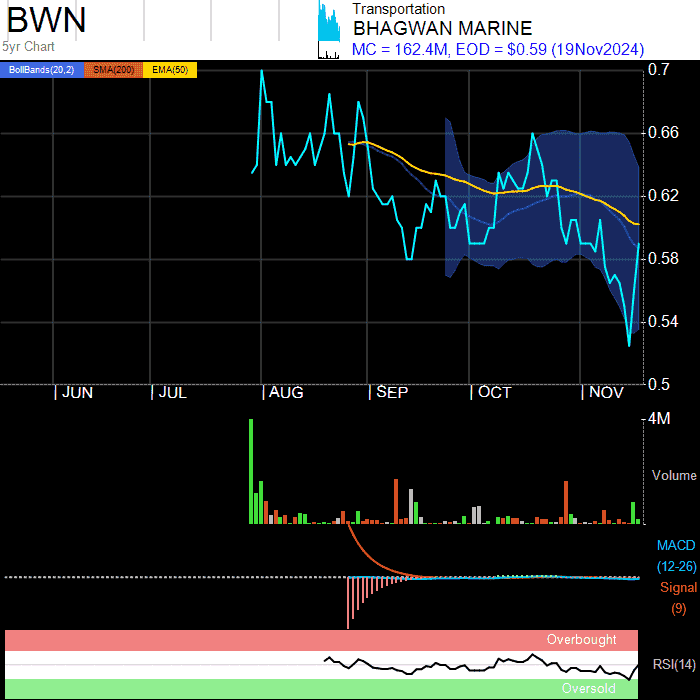 BWN
5yr Chart
Transportation
BHAGWAN MARINE
MC = 162.4M, EOD = $0.59 (19Nov2024)
BollBands(20,2) SMA(200) EMA(50)
0.7
0.66
0.62
0.58
0.54
0.5
JUN JUL AUG SEP OCT NOV
4M
Volume
MACD
(12-26)
Signal
(9)
Overbought
RSI(14)
Oversold